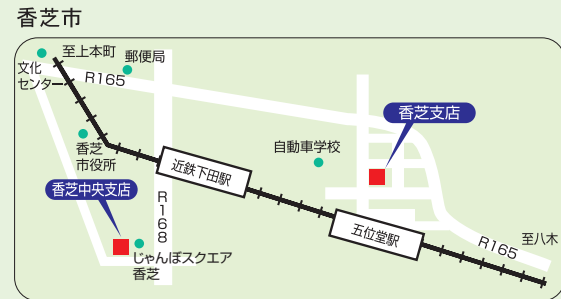 香芝市
至上本町
郵便局
文化
センター
R165
香芝支店
香芝
市役所
自動車学校
近鉄下田駅
香芝中央支店
R168
五位堂駅
至八木
R165
じゃんぼスクエア
香芝